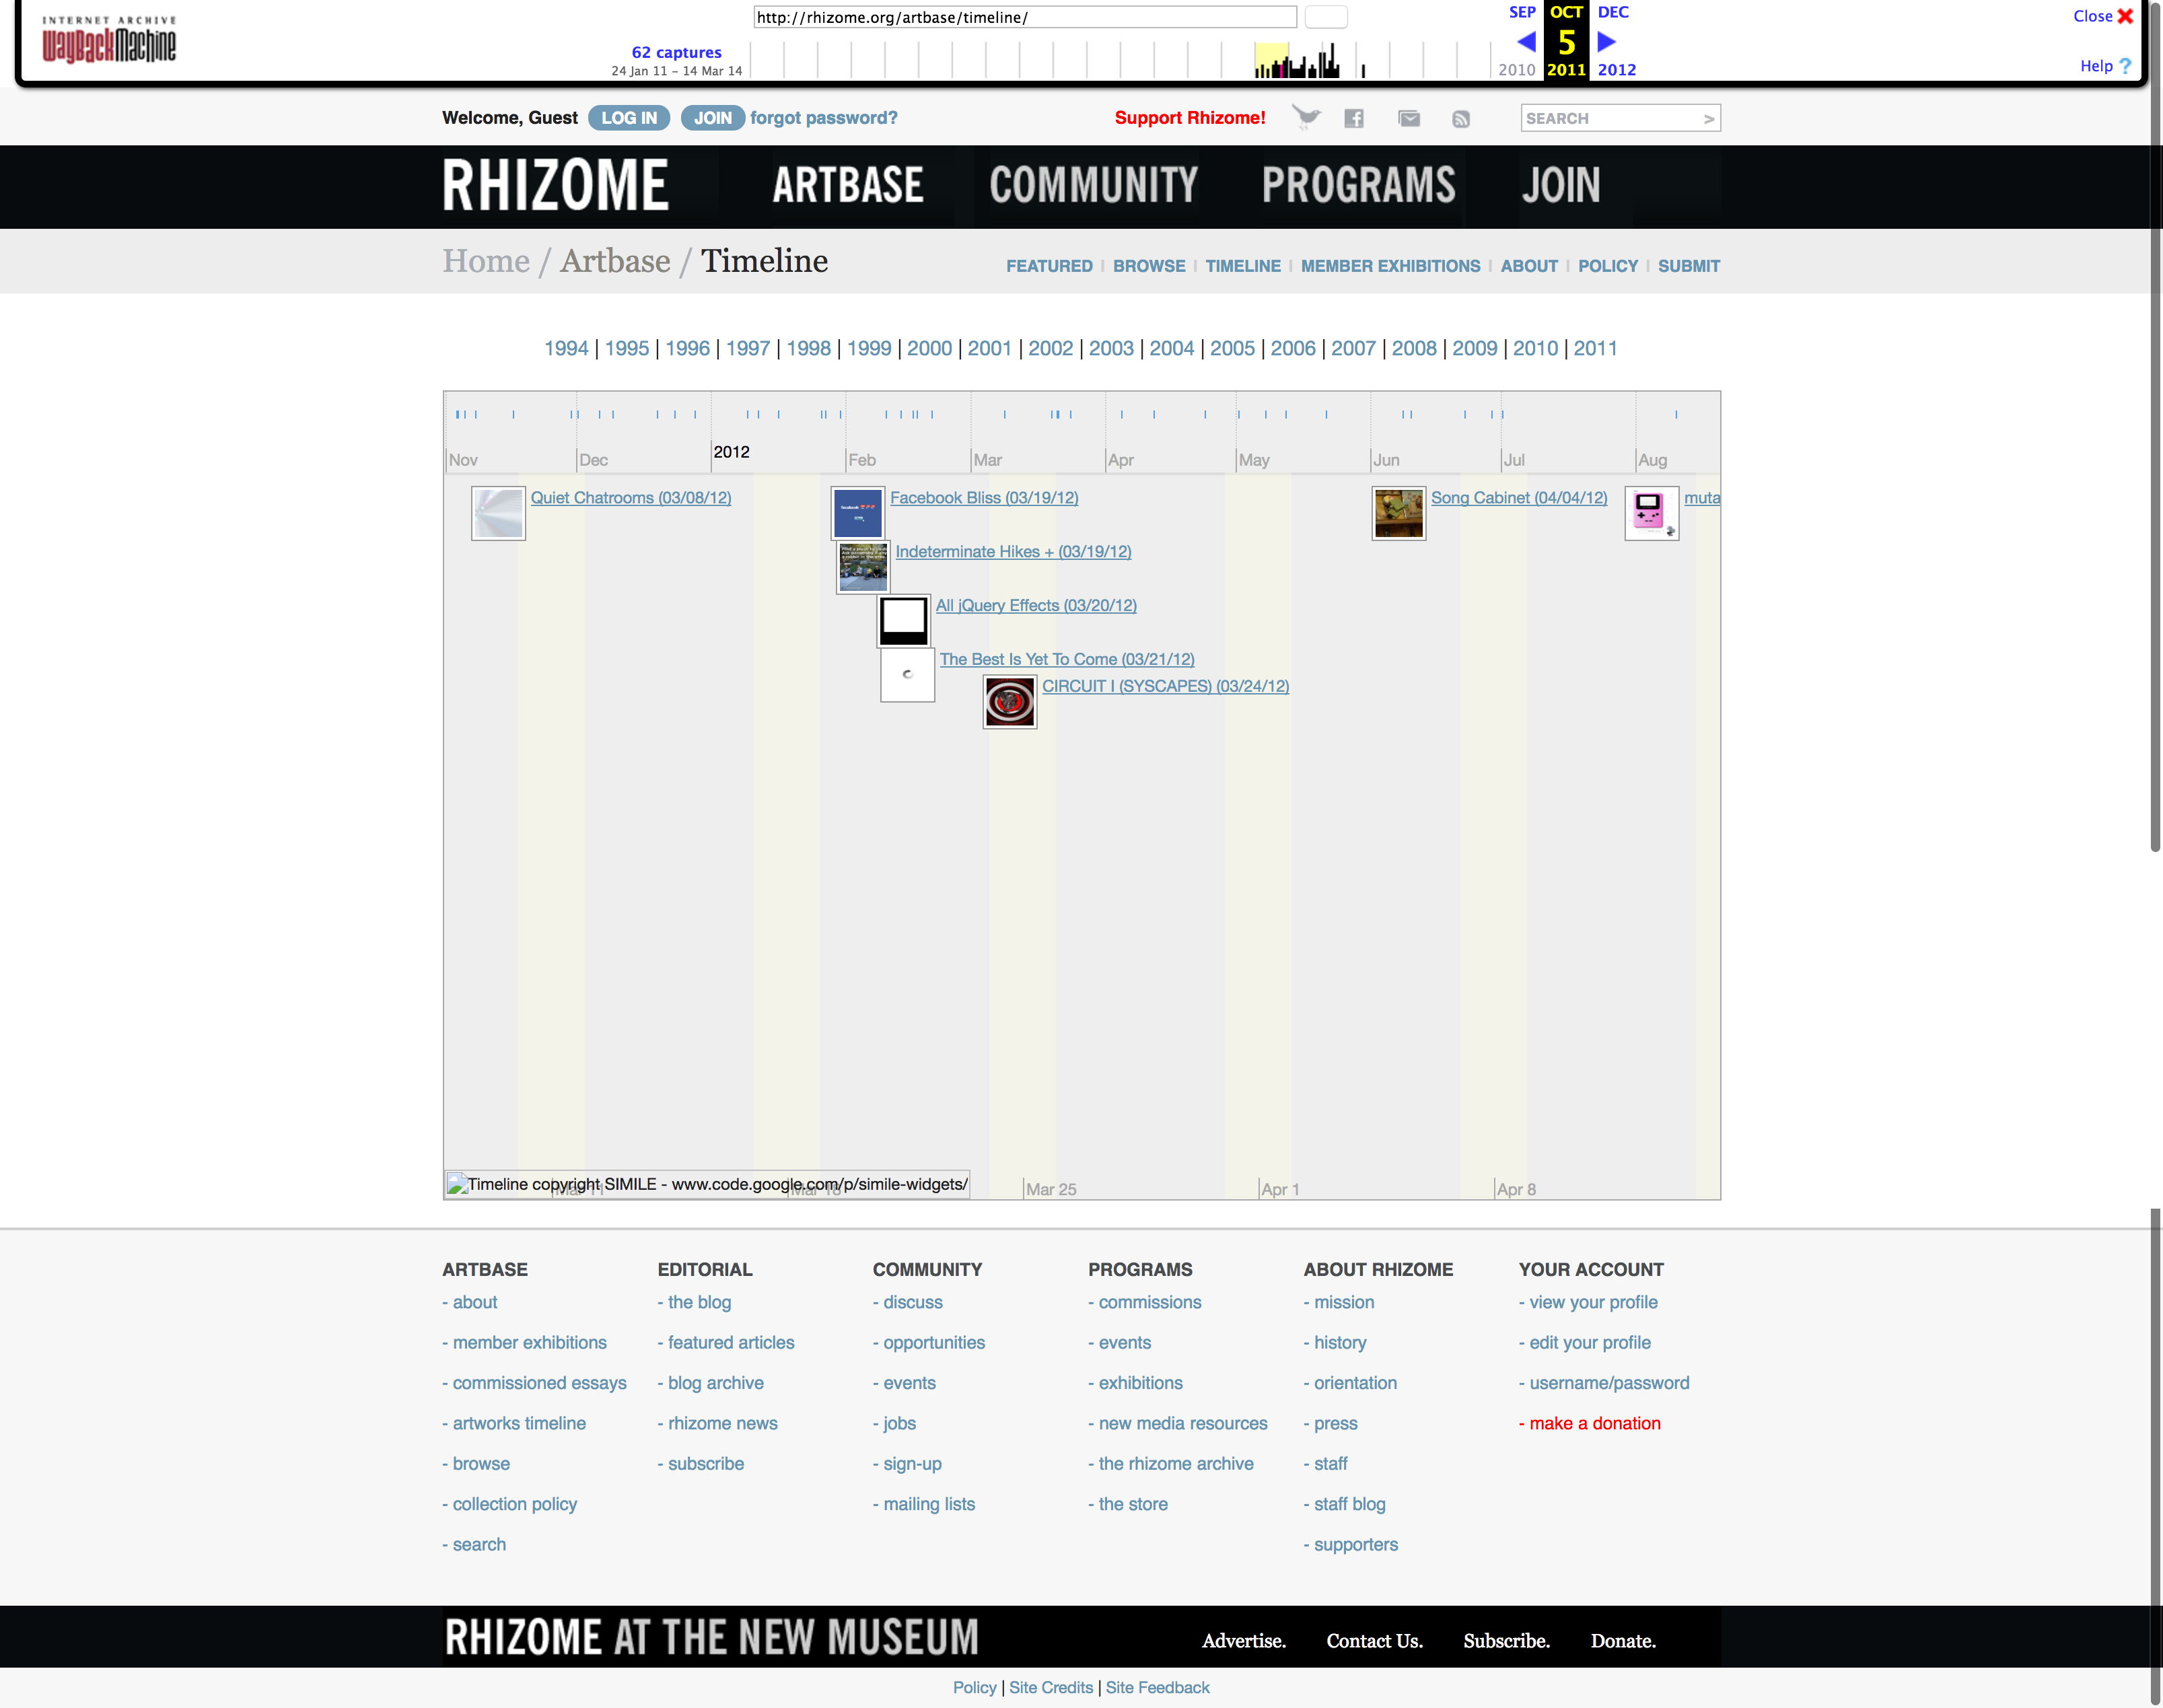 INTERNET ARCHIVE
WayBackMachine
http://rhizome.org/artbase/timeline/
62 captures
24 Jan 11 – 14 Mar 14
SEP OCT DEC
5
2010 2011 2012
Close
Help ?
Welcome, Guest LOG IN JOIN forgot password?
Support Rhizome!
SEARCH >
RHIZOME ARTBASE COMMUNITY PROGRAMS JOIN
Home / Artbase / Timeline
FEATURED | BROWSE | TIMELINE | MEMBER EXHIBITIONS | ABOUT | POLICY | SUBMIT
1994 | 1995 | 1996 | 1997 | 1998 | 1999 | 2000 | 2001 | 2002 | 2003 | 2004 | 2005 | 2006 | 2007 | 2008 | 2009 | 2010 | 2011
Nov Dec 2012 Feb Mar Apr May Jun Jul Aug
Quiet Chatrooms (03/08/12) Facebook Bliss (03/19/12) Song Cabinet (04/04/12) muta
Indeterminate Hikes + (03/19/12)
All jQuery Effects (03/20/12)
The Best Is Yet To Come (03/21/12)
CIRCUIT I (SYSCAPES) (03/24/12)
Timeline copyright SIMILE - www.code.google.com/p/simile-widgets/
Mar 11 Mar 18 Mar 25 Apr 1 Apr 8
ARTBASE
- about
- member exhibitions
- commissioned essays
- artworks timeline
- browse
- collection policy
- search
EDITORIAL
- the blog
- featured articles
- blog archive
- rhizome news
- subscribe
COMMUNITY
- discuss
- opportunities
- events
- jobs
- sign-up
- mailing lists
PROGRAMS
- commissions
- events
- exhibitions
- new media resources
- the rhizome archive
- the store
ABOUT RHIZOME
- mission
- history
- orientation
- press
- staff
- staff blog
- supporters
YOUR ACCOUNT
- view your profile
- edit your profile
- username/password
- make a donation
RHIZOME AT THE NEW MUSEUM
Advertise. Contact Us. Subscribe. Donate.
Policy | Site Credits | Site Feedback